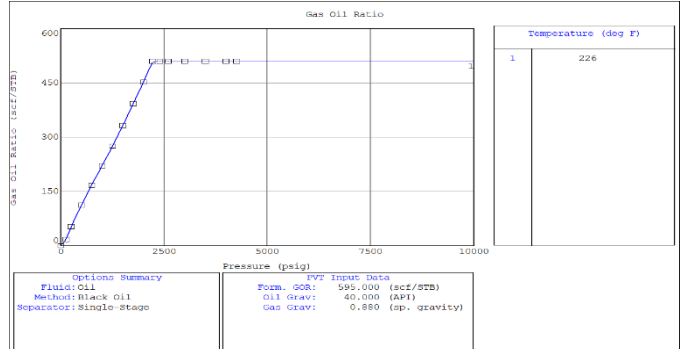 Gas Oil Ratio
Temperature (deg F)
1 226
600
450
300
150
0
Gas Oil Ratio (scf/STB)
1
0 2500 5000 7500 10000
Pressure (psig)
Options Summary
Fluid: Oil
Method: Black Oil
Separator: Single-Stage
PVT Input Data
Form. GOR: 595.000 (scf/STB)
Oil Grav: 40.000 (API)
Gas Grav: 0.880 (sp. gravity)